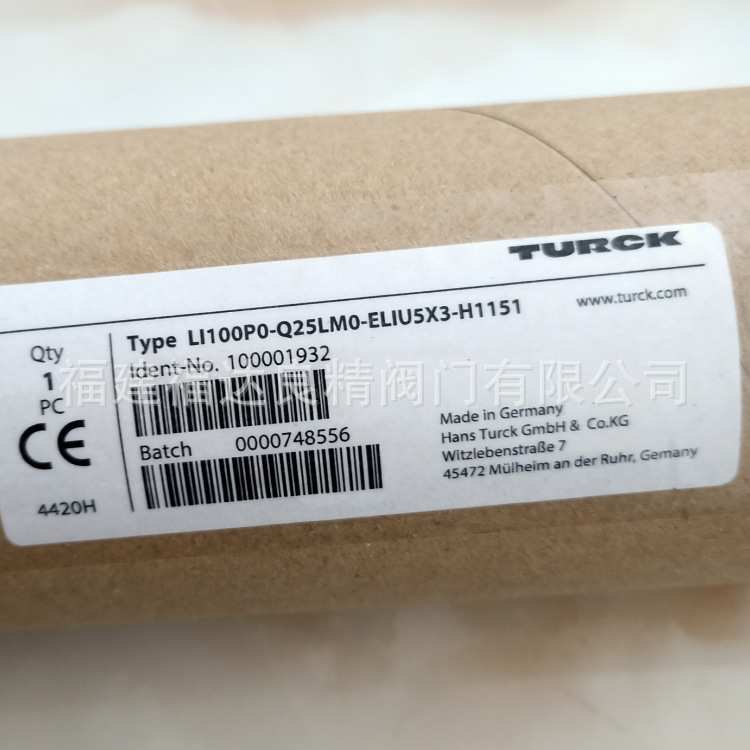 TURCK
www.turck.com
Type LI100P0-Q25LM0-ELIU5X3-H1151
Ident-No. 100001932
Qty
1
PC
CE
4420H
Batch 0000748556
Made in Germany
Hans Turck GmbH & Co.KG
Witzlebenstraße 7
45472 Mülheim an der Ruhr, Gemany
福建福达良精阀门有限公司